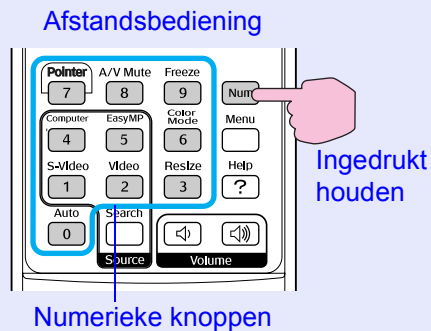 Afstandsbediening
Pointer A/V Mute Freeze
7 8 9 Num
Computer EasyMP Color Mode Menu
4 5 6
S-Video Video Resize Help
1 2 3 ?
Ingedrukt houden
Auto Search
0
Source Volume
Numerieke knoppen